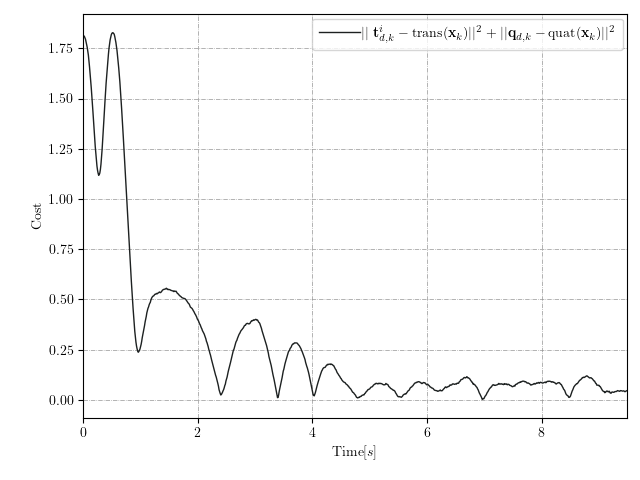 || t^i_{d,k} − trans(x_k)||^2 + ||q_{d,k} − quat(x_k)||^2
1.75
1.50
1.25
1.00
0.75
0.50
0.25
0.00
Cost
0 2 4 6 8
Time[s]